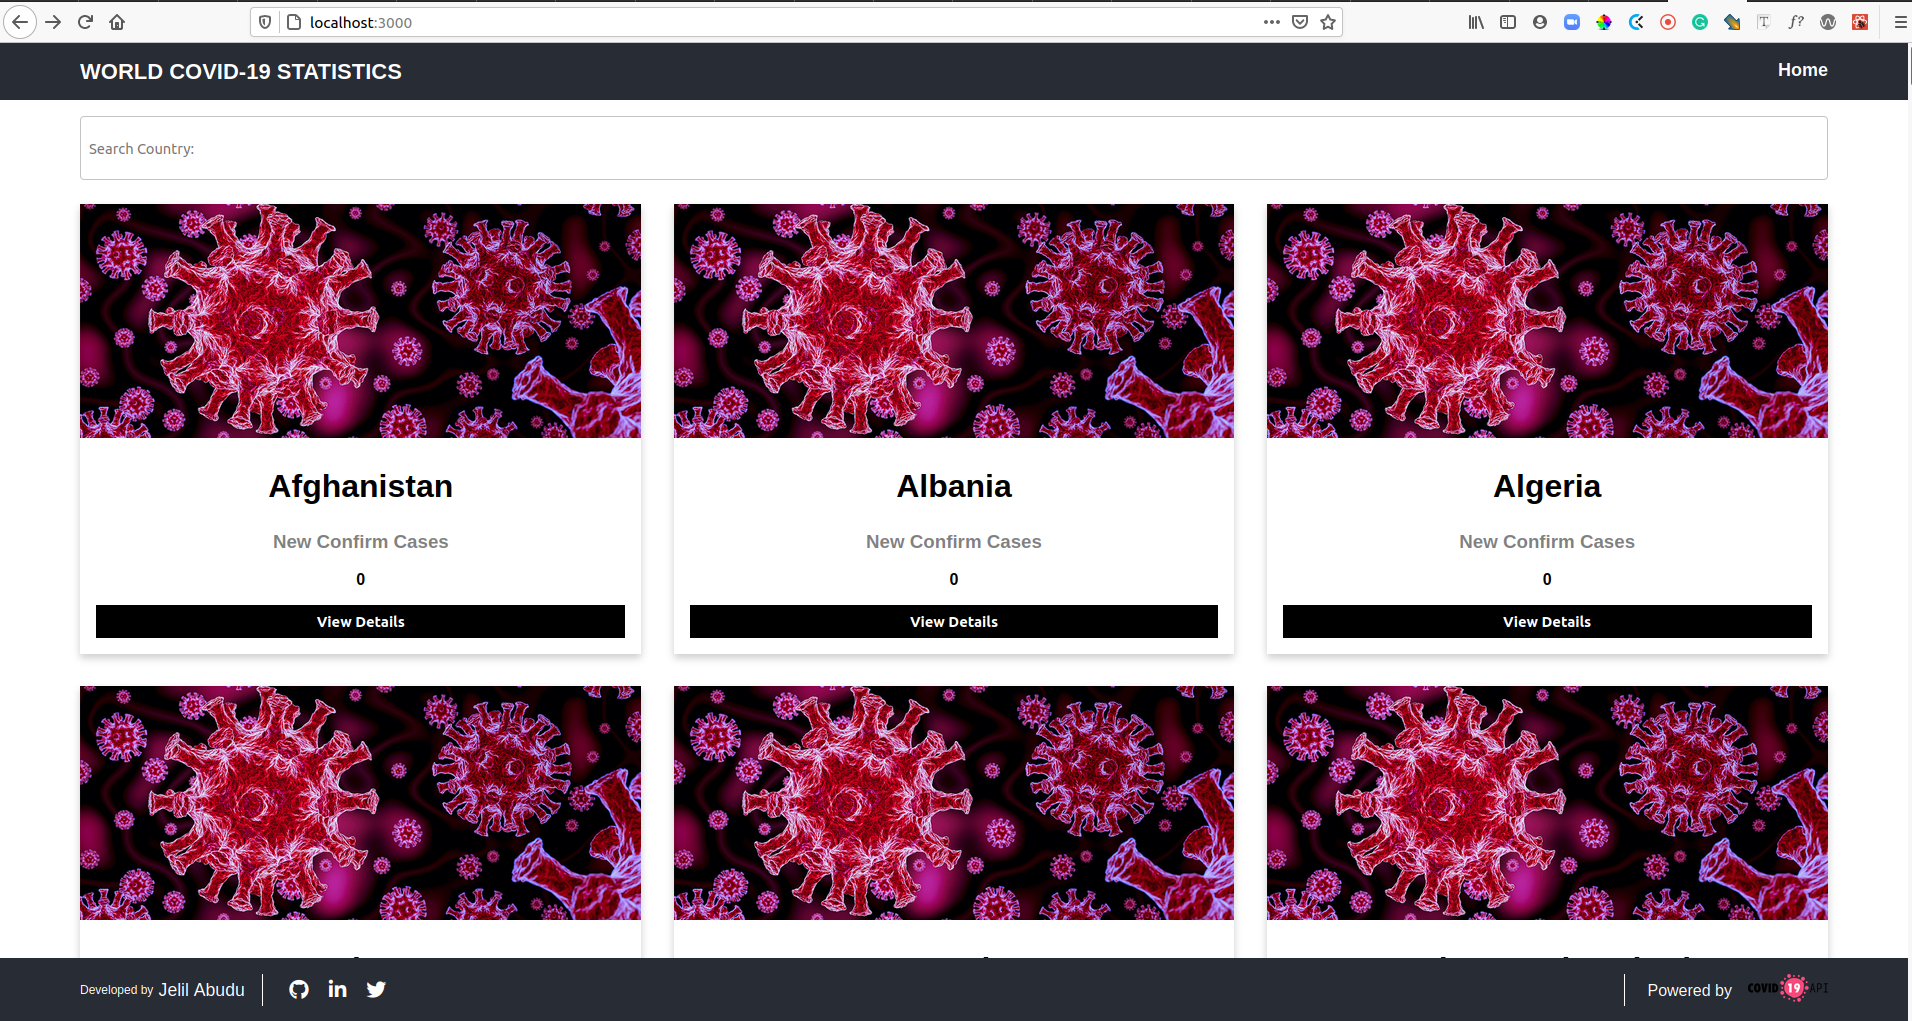 localhost:3000
WORLD COVID-19 STATISTICS
Home
Search Country:
Afghanistan
Albania
Algeria
New Confirm Cases
New Confirm Cases
New Confirm Cases
0
0
0
View Details
View Details
View Details
Developed by Jelil Abudu
Powered by
COVID 19 API